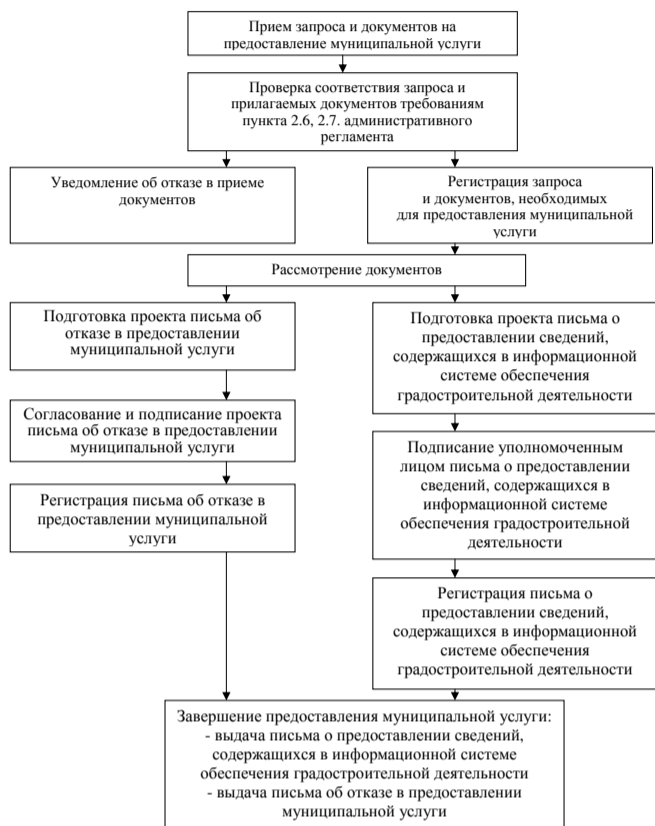 Прием запроса и документов на
предоставление муниципальной услуги
Проверка соответствия запроса и
прилагаемых документов требованиям
пункта 2.6, 2.7. административного
регламента
Уведомление об отказе в приеме
документов
Регистрация запроса
и документов, необходимых
для предоставления муниципальной
услуги
Рассмотрение документов
Подготовка проекта письма об
отказе в предоставлении
муниципальной услуги
Согласование и подписание проекта
письма об отказе в предоставлении
муниципальной услуги
Регистрация письма об отказе в
предоставлении муниципальной
услуги
Подготовка проекта письма о
предоставлении сведений,
содержащихся в информационной
системе обеспечения
градостроительной деятельности
Подписание уполномоченным
лицом письма о предоставлении
сведений, содержащихся в
информационной системе
обеспечения градостроительной
деятельности
Регистрация письма о
предоставлении сведений,
содержащихся в информационной
системе обеспечения
градостроительной деятельности
Завершение предоставления муниципальной услуги:
- выдача письма о предоставлении сведений,
содержащихся в информационной системе
обеспечения градостроительной деятельности
- выдача письма об отказе в предоставлении
муниципальной услуги